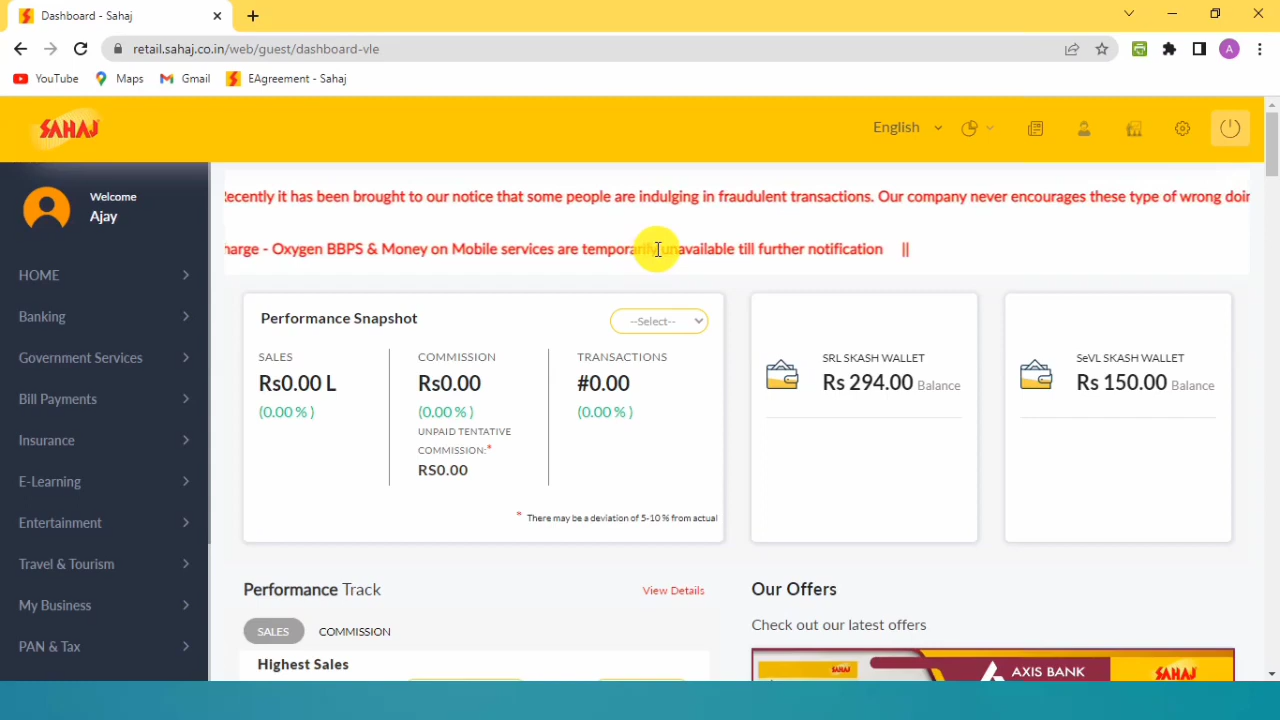 Dashboard - Sahaj
retail.sahaj.co.in/web/guest/dashboard-vle
A
YouTube
Maps
Gmail
EAgreement - Sahaj
SAHAJ
English
Welcome
Ajay
HOME
Banking
Government Services
Bill Payments
Insurance
E-Learning
Entertainment
Travel & Tourism
My Business
PAN & Tax
Recently it has been brought to our notice that some people are indulging in fraudulent transactions. Our company never encourages these type of wrong doin
harge - Oxygen BBPS & Money on Mobile services are temporarily unavailable till further notification ||
Performance Snapshot
--Select--
SALES
Rs0.00 L
(0.00 % )
COMMISSION
Rs0.00
(0.00 % )
UNPAID TENTATIVE
COMMISSION:*
RS0.00
TRANSACTIONS
#0.00
(0.00 % )
* There may be a deviation of 5-10 % from actual
SRL SKASH WALLET
Rs 294.00 Balance
SeVL SKASH WALLET
Rs 150.00 Balance
Performance Track
View Details
SALES
COMMISSION
Highest Sales
Our Offers
Check out our latest offers
SAHAJ
AXIS BANK
SAHAJ